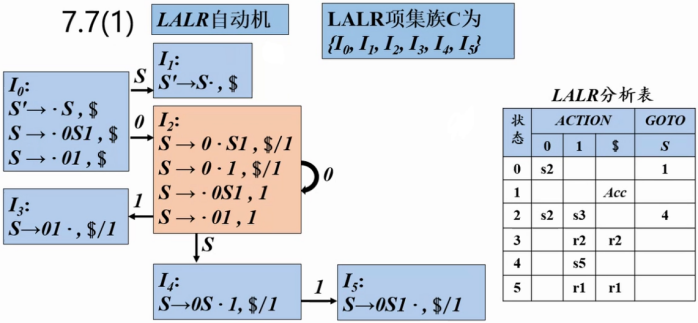 7.7(1)
LALR自动机
LALR项集族C为
{I0, I1, I2, I3, I4, I5}
I0:
S'→ · S, $
S → · 0S1, $
S → · 01, $
S
I1:
S'→S·, $
0
I2:
S → 0 · S1, $/1
S → 0 · 1, $/1
S → · 0S1, 1
S → · 01, 1
0
1
I3:
S→01 ·, $/1
S
I4:
S→0S · 1, $/1
1
I5:
S→0S1 ·, $/1
LALR分析表
状态 ACTION GOTO
0 1 $ S
0 s2 1
1 Acc
2 s2 s3 4
3 r2 r2
4 s5
5 r1 r1